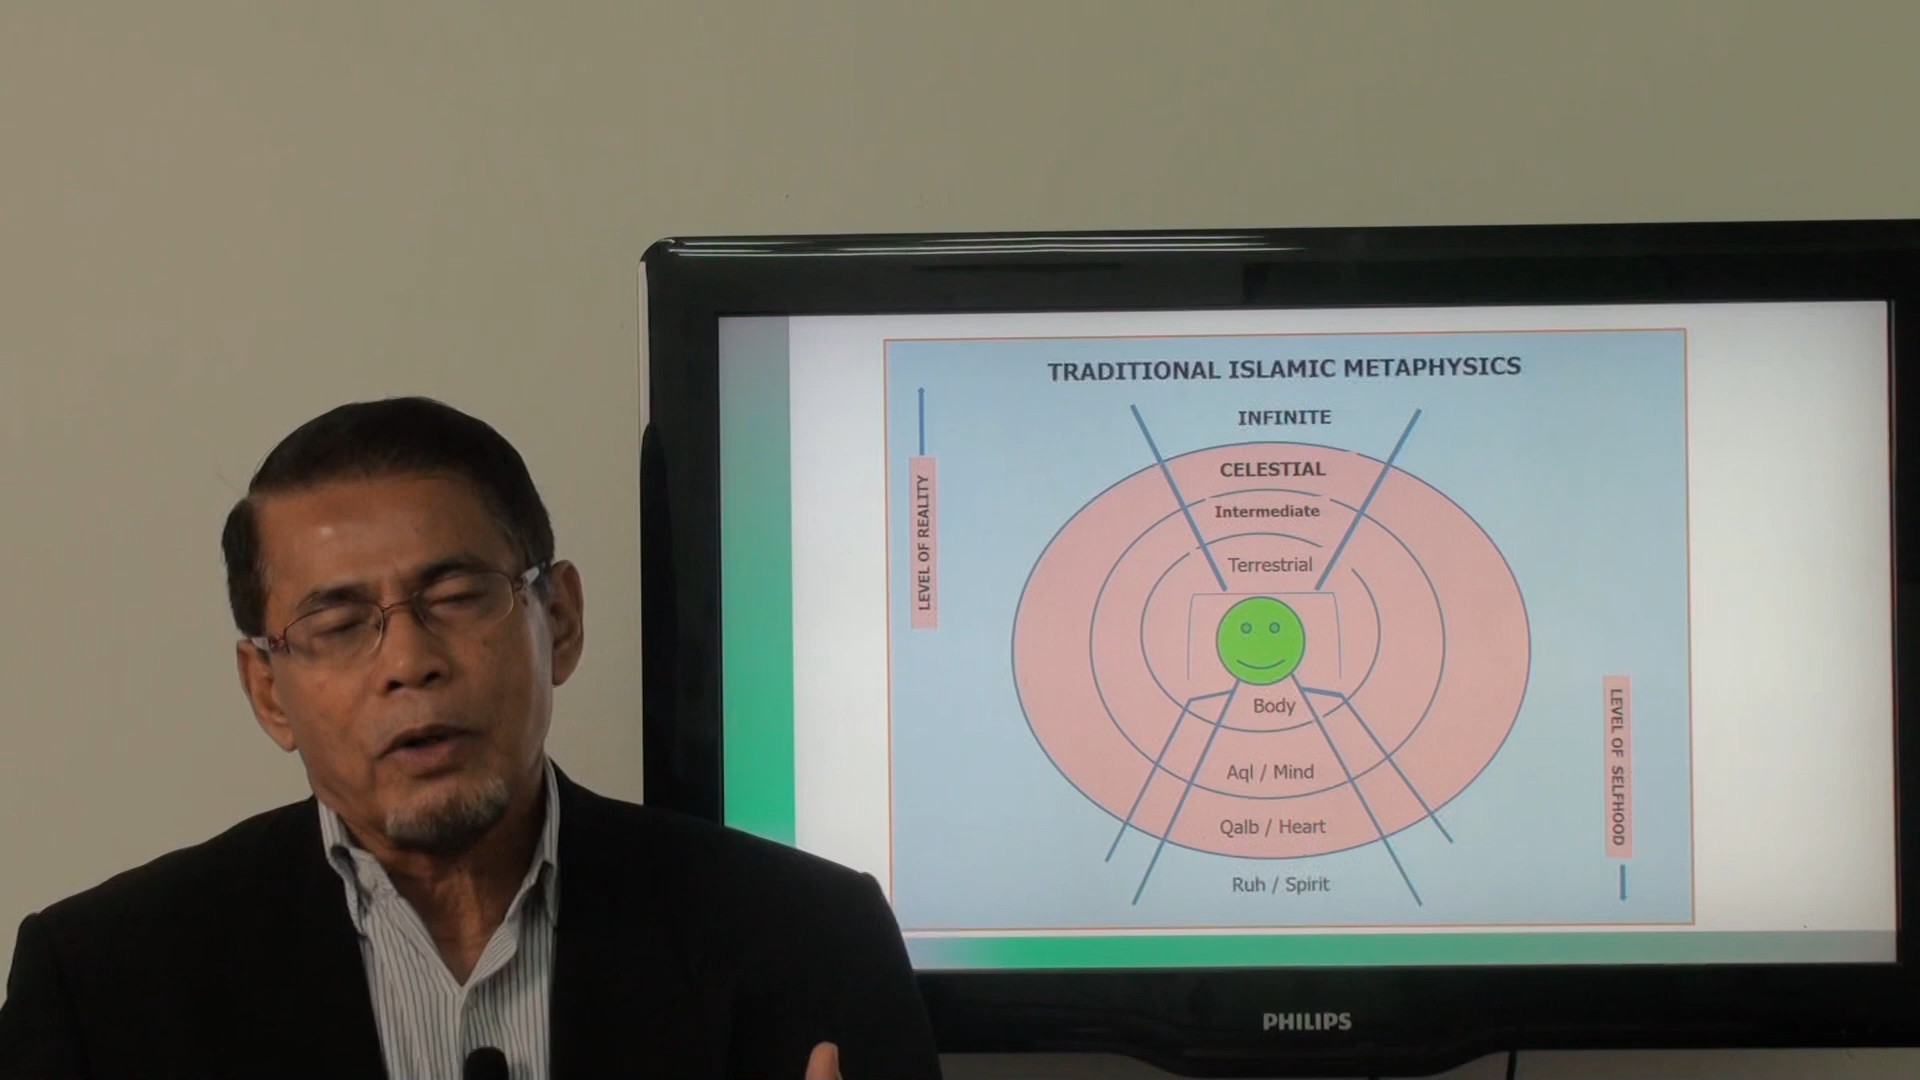 TRADITIONAL ISLAMIC METAPHYSICS
INFINITE
CELESTIAL
Intermediate
Terrestrial
LEVEL OF REALITY
Body
Aql / Mind
Qalb / Heart
Ruh / Spirit
LEVEL OF SELFHOOD
PHILIPS